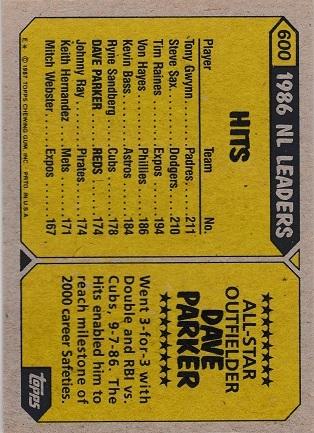 600
1986 NL LEADERS
HITS
Player Team No.
Tony Gwynn.....Padres..211
Steve Sax.....Dodgers..210
Tim Raines.....Expos..194
Von Hayes.....Phillies..186
Kevin Bass.....Astros..184
Ryne Sandberg.....Cubs..178
DAVE PARKER.....REDS..174
Johnny Ray.....Pirates..174
Keith Hernandez....Mets..171
Mitch Webster.....Expos..167
E* © 1987 TOPPS CHEWING GUM, INC. PRTD. IN U.S.A.
ALL-STAR
OUTFIELDER
DAVE
PARKER
Went 3-for-3 with
Double and RBI vs.
Cubs, 9-7-86. The
Hits enabled him to
reach milestone of
2000 career Safeties.
topps